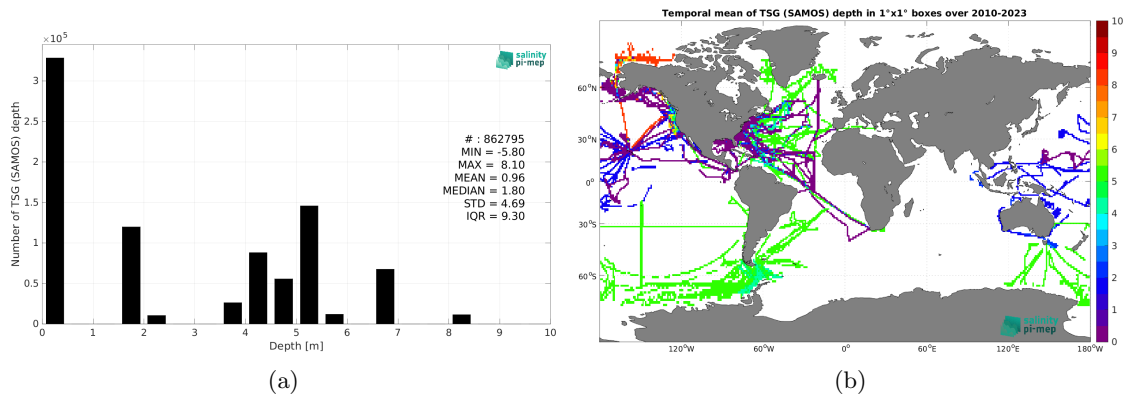 ×10⁵
3
2.5
2
1.5
1
0.5
0
0 1 2 3 4 5 6 7 8 9 10
Number of TSG (SAMOS) depth
Depth [m]
salinity
pi-mep
# : 862795
MIN = -5.80
MAX = 8.10
MEAN = 0.96
MEDIAN = 1.80
STD = 4.69
IQR = 9.30
(a)
Temporal mean of TSG (SAMOS) depth in 1°x1° boxes over 2010-2023
60°N
30°N
0°
30°S
60°S
120°W 60°W 0° 60°E 120°E 180°W
salinity
pi-mep
10
9
8
7
6
5
4
3
2
1
0
(b)